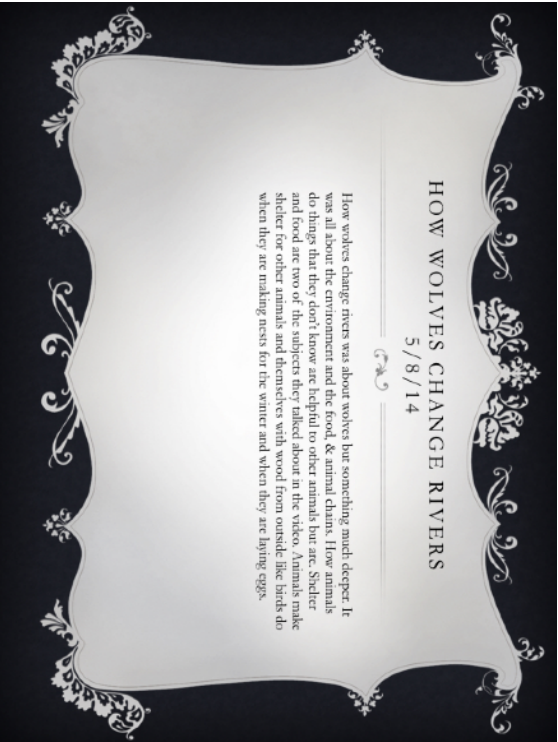 HOW WOLVES CHANGE RIVERS
5/8/14
How wolves change rivers was about wolves but something much deeper. It
was all about the environment and the food, & animal chains. How animals
do things that they don't know are helpful to other animals but are. Shelter
and food are two of the subjects they talked about in the video. Animals make
shelter for other animals and themselves with wood from outside like birds do
when they are making nests for the winter and when they are laying eggs.